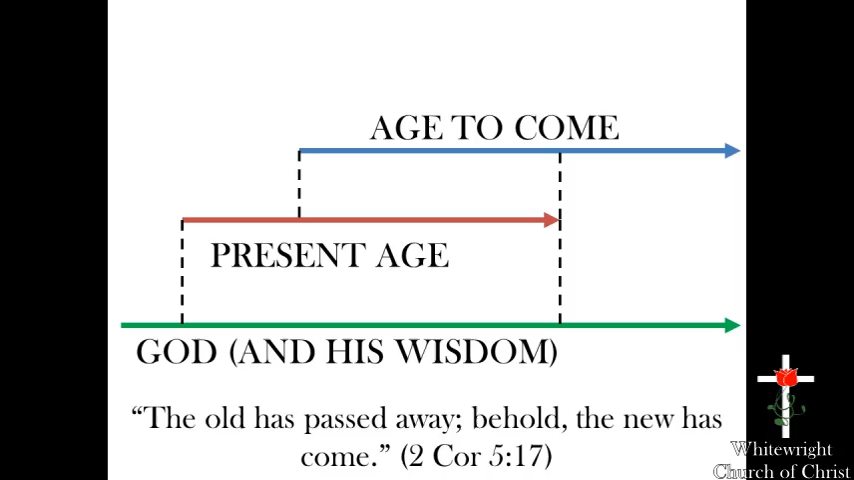 AGE TO COME
PRESENT AGE
GOD (AND HIS WISDOM)
“The old has passed away; behold, the new has
come.” (2 Cor 5:17)
Whitewright
Church of Christ